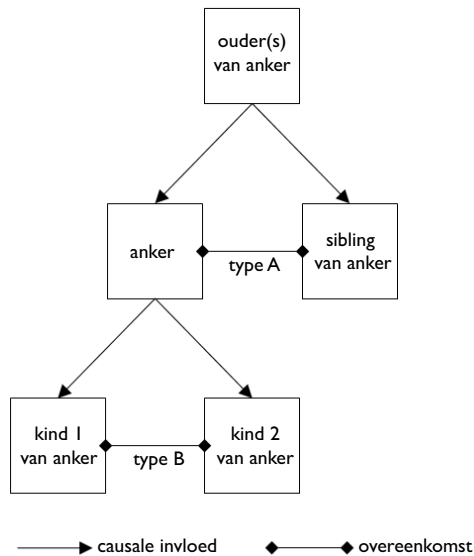 ouder(s)
van anker
anker
type A
sibling
van anker
kind 1
van anker
type B
kind 2
van anker
causale invloed
overeenkomst